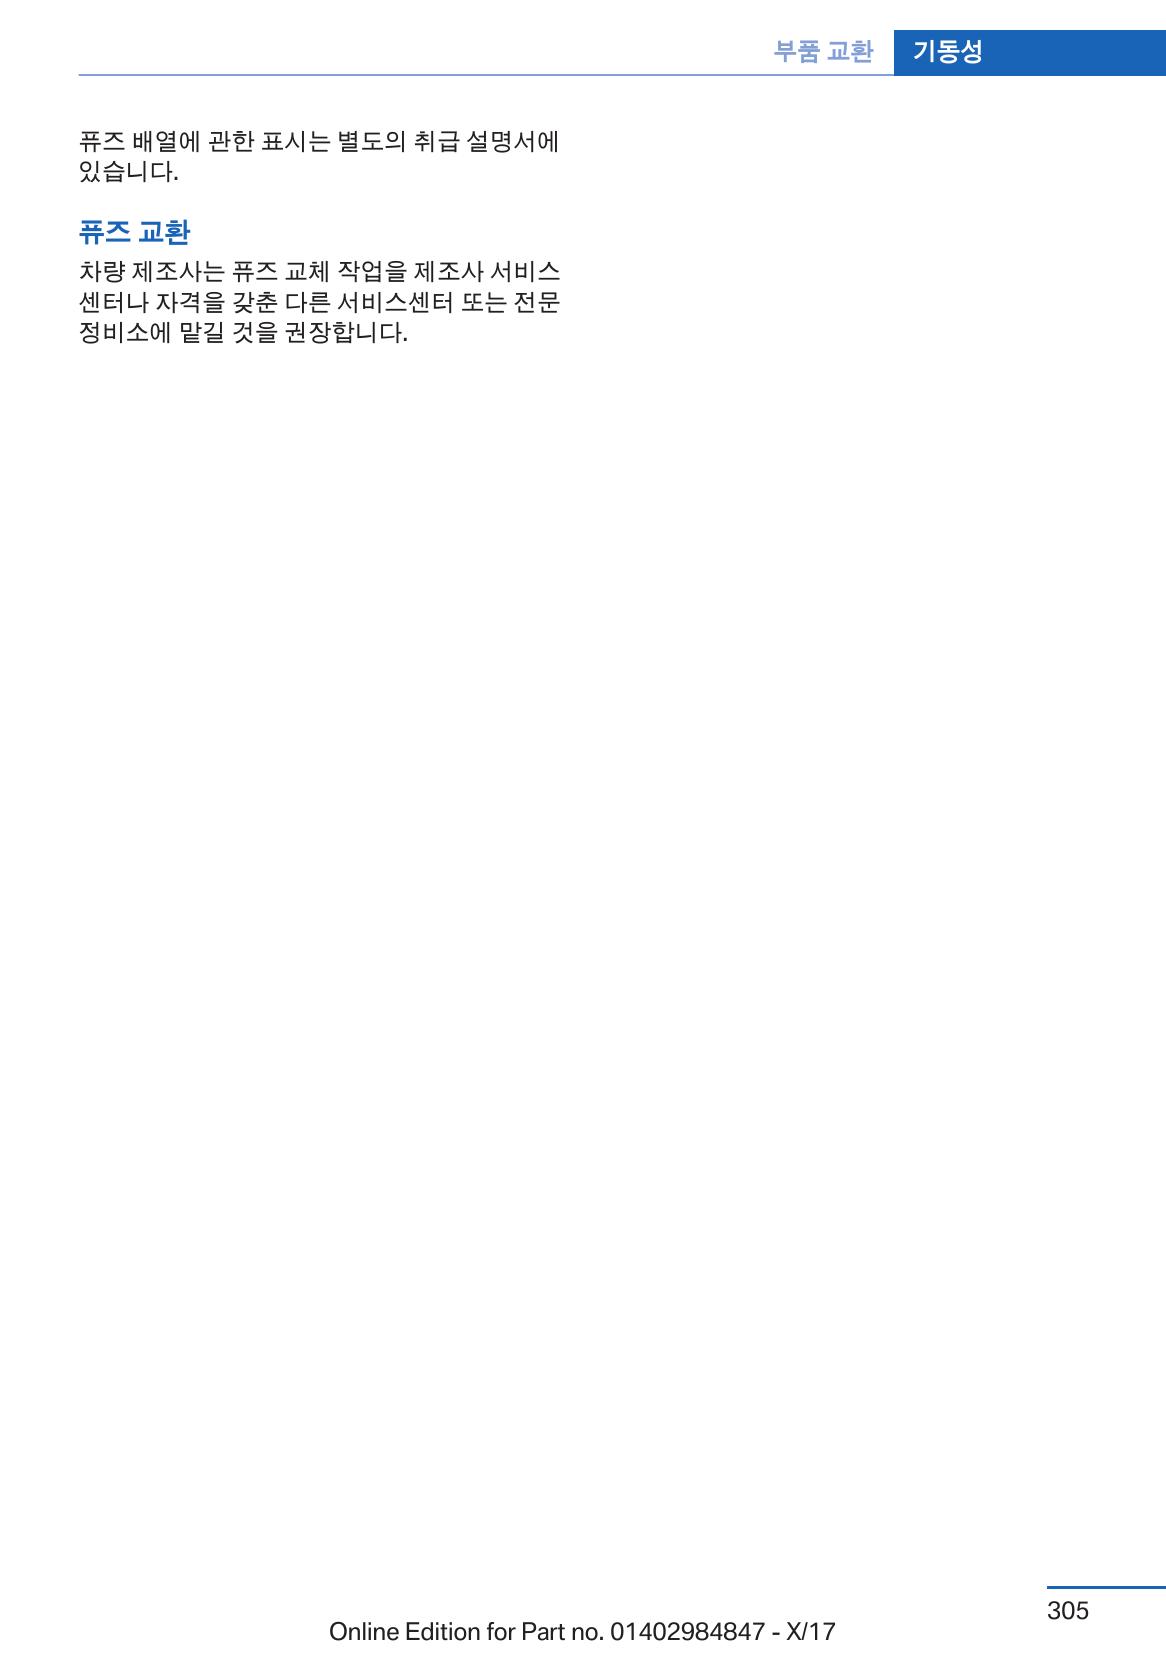 부품 교환 기동성
퓨즈 배열에 관한 표시는 별도의 취급 설명서에
있습니다.
퓨즈 교환
차량 제조사는 퓨즈 교체 작업을 제조사 서비스
센터나 자격을 갖춘 다른 서비스센터 또는 전문
정비소에 맡길 것을 권장합니다.
305
Online Edition for Part no. 01402984847 - X/17